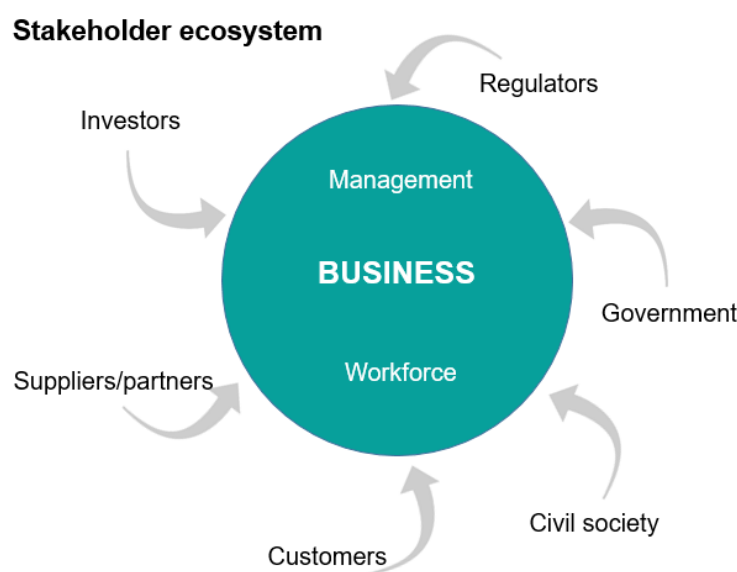 Stakeholder ecosystem
Regulators
Investors
Management
BUSINESS
Government
Workforce
Suppliers/partners
Civil society
Customers